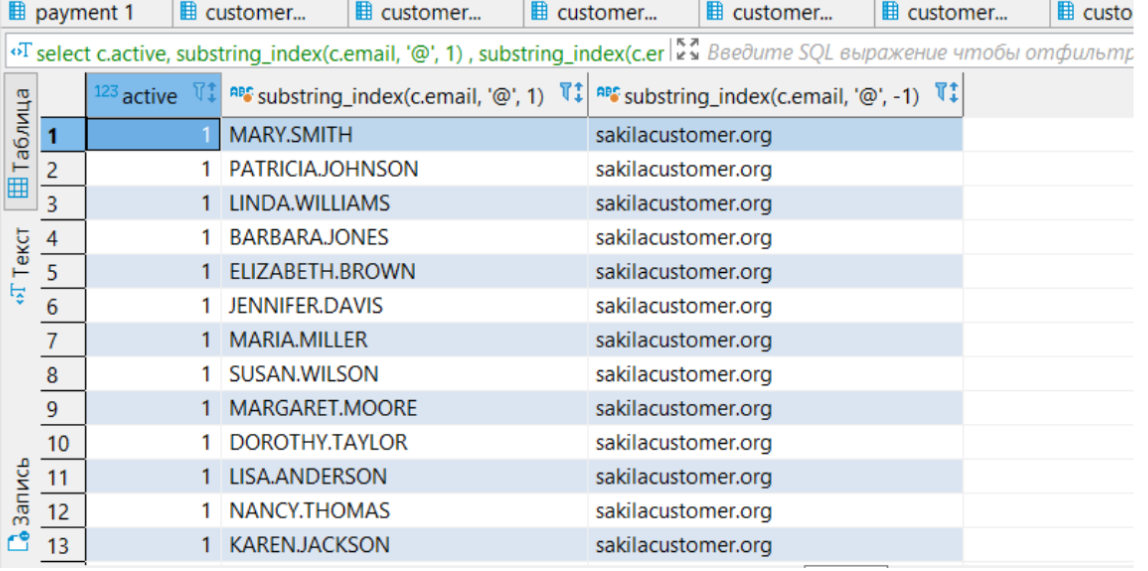 payment 1 customer... customer... customer... customer... customer... custo
select c.active, substring_index(c.email, '@', 1) , substring_index(c.er Введите SQL выражение чтобы отфильтр
Таблица
Текст
Запись
123 active ABC substring_index(c.email, '@', 1) ABC substring_index(c.email, '@', -1)
1 1 MARY.SMITH sakilacustomer.org
2 1 PATRICIA.JOHNSON sakilacustomer.org
3 1 LINDA.WILLIAMS sakilacustomer.org
4 1 BARBARA.JONES sakilacustomer.org
5 1 ELIZABETH.BROWN sakilacustomer.org
6 1 JENNIFER.DAVIS sakilacustomer.org
7 1 MARIA.MILLER sakilacustomer.org
8 1 SUSAN.WILSON sakilacustomer.org
9 1 MARGARET.MOORE sakilacustomer.org
10 1 DOROTHY.TAYLOR sakilacustomer.org
11 1 LISA.ANDERSON sakilacustomer.org
12 1 NANCY.THOMAS sakilacustomer.org
13 1 KAREN.JACKSON sakilacustomer.org